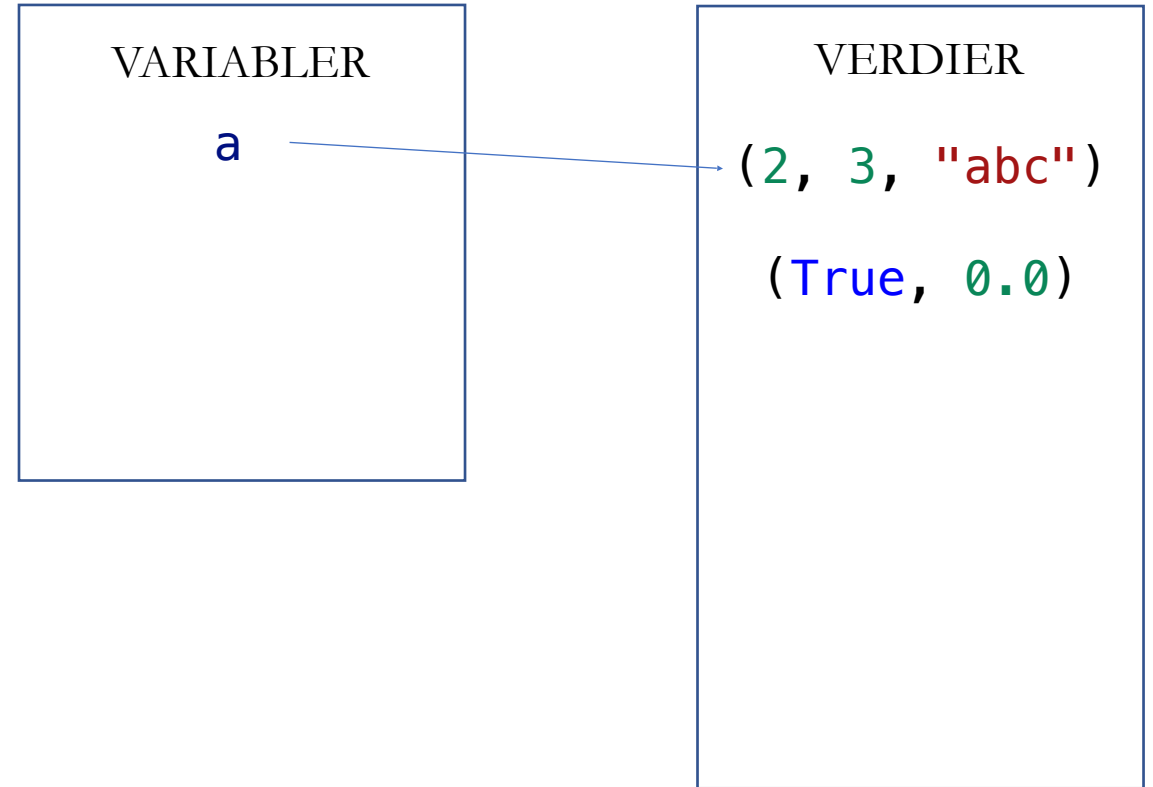 VARIABLER
a
VERDIER
(2, 3, "abc")
(True, 0.0)